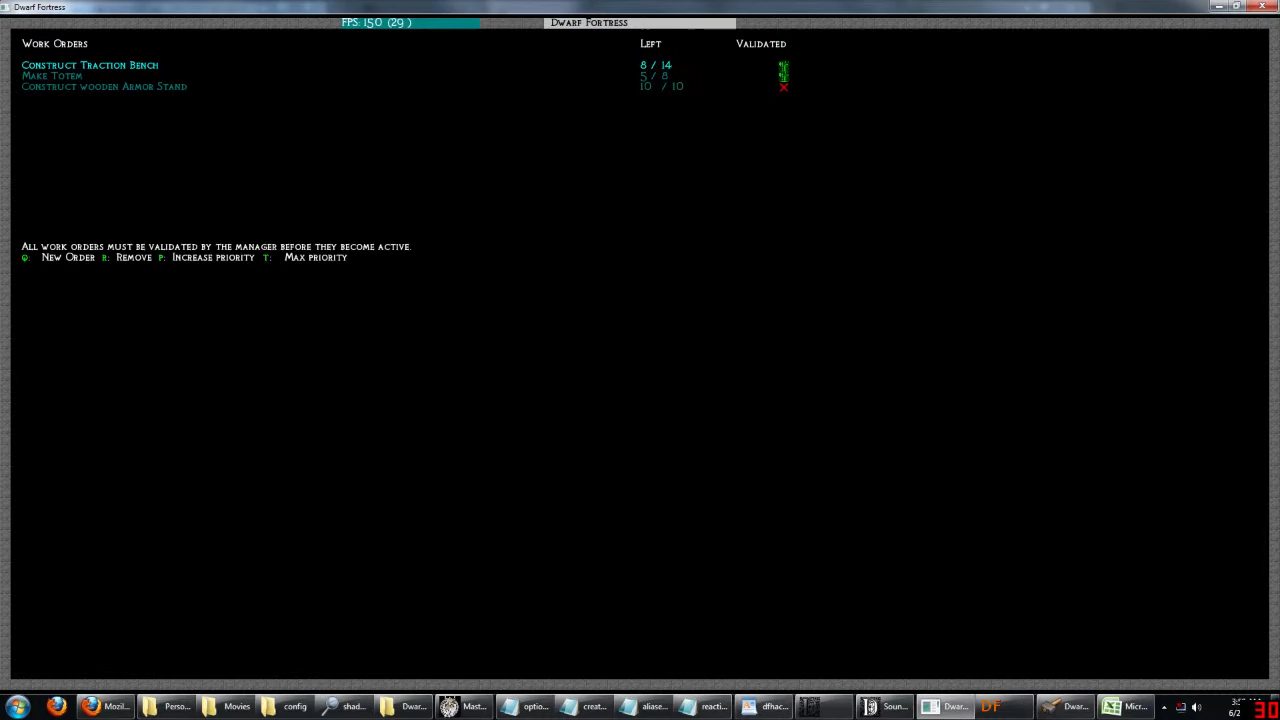 Dwarf Fortress
FPS: 150 (29 )
Dwarf Fortress
Work Orders Left Validated
Construct Traction Bench 8 / 14
Make Totem 5 / 8
Construct wooden Armor Stand 10 / 10
All work orders must be validated by the manager before they become active.
q: New Order r: Remove p: Increase priority t: Max priority
Mozil...
Perso...
Movies
config
shad...
Dwar...
Mast...
optio...
creat...
aliase...
reacti...
dfhac...
Soun...
Dwar...
DF
Dwar...
Micr...
6/2
30